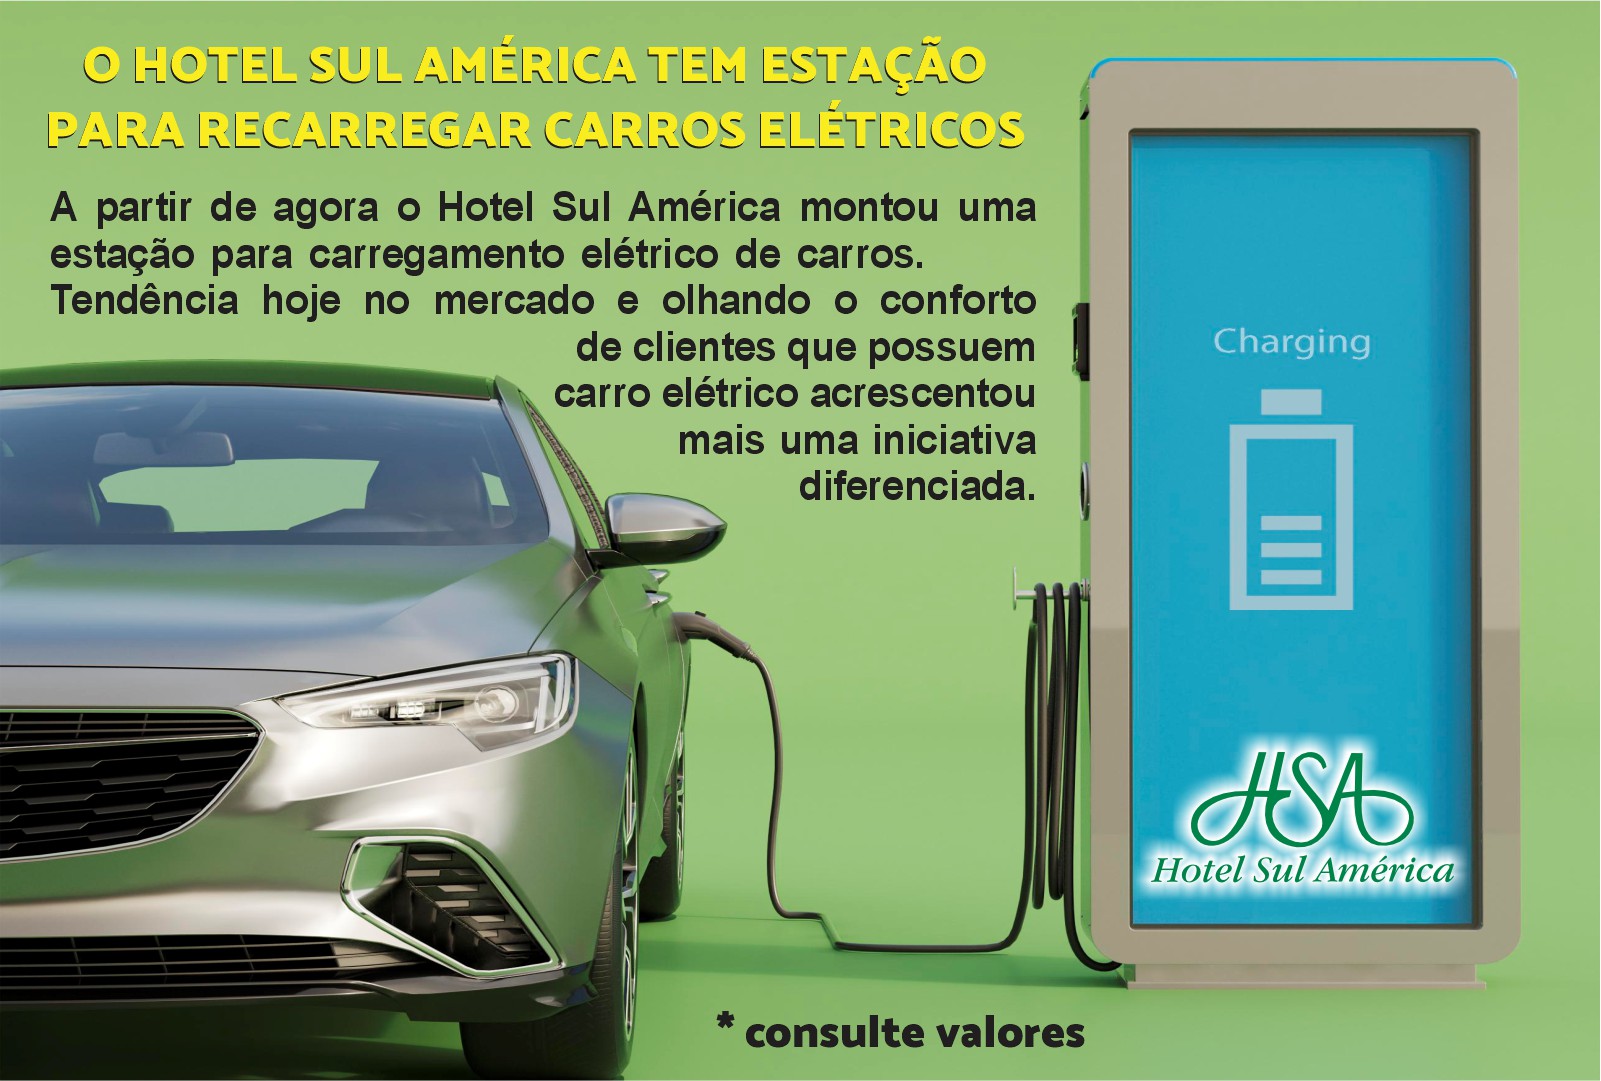 O HOTEL SUL AMÉRICA TEM ESTAÇÃO
PARA RECARREGAR CARROS ELÉTRICOS
A partir de agora o Hotel Sul América montou uma
estação para carregamento elétrico de carros.
Tendência hoje no mercado e olhando o conforto
de clientes que possuem
carro elétrico acrescentou
mais uma iniciativa
diferenciada.
Charging
HSA
Hotel Sul América
* consulte valores